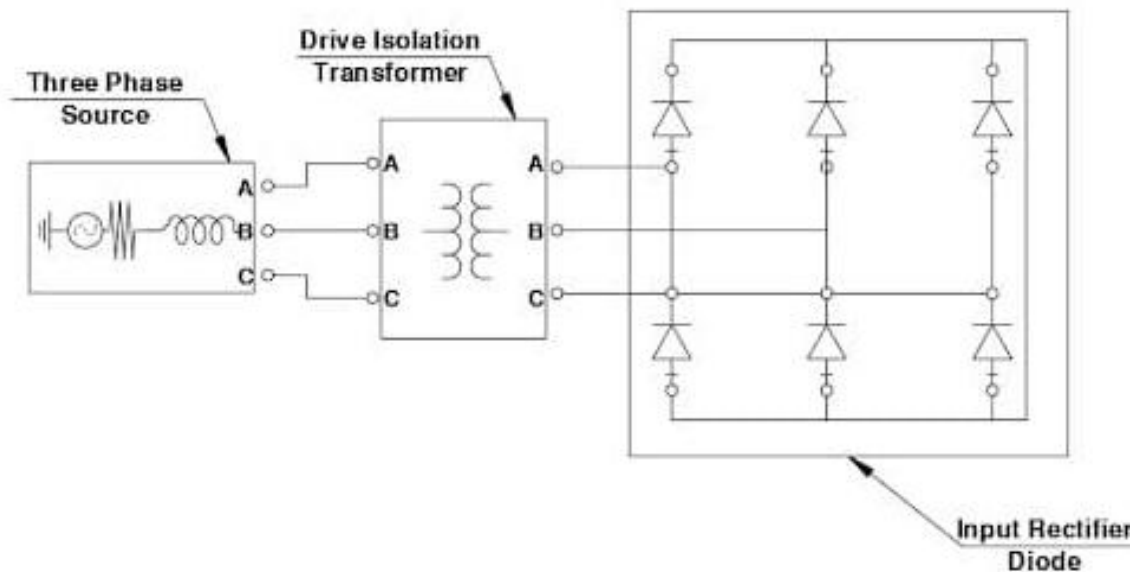 Drive Isolation
Transformer
Three Phase
Source
A
B
C
A
B
C
A
B
C
Input Rectifier
Diode